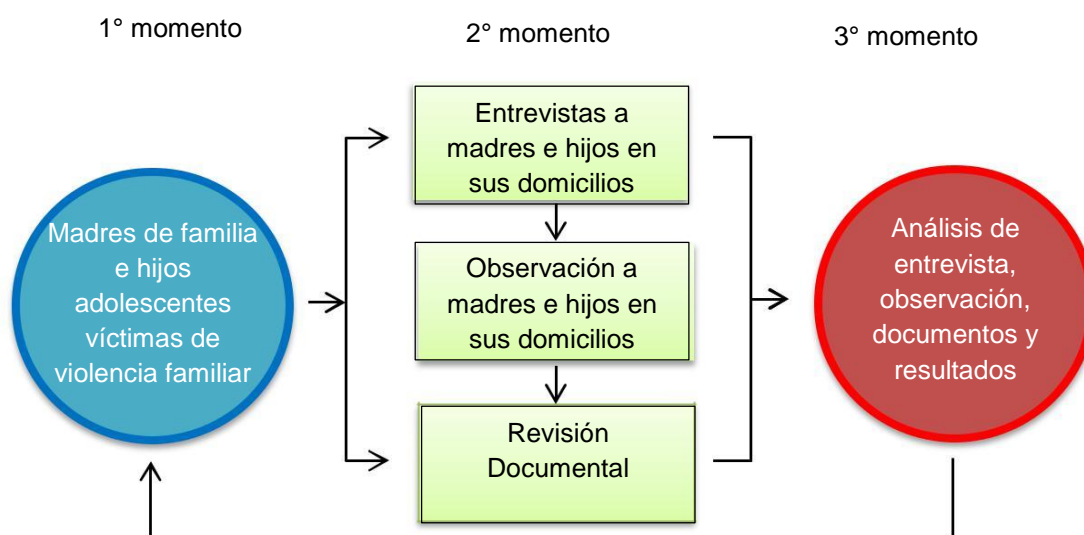 1° momento
2° momento
3° momento
Madres de familia
e hijos
adolescentes
víctimas de
violencia familiar
Entrevistas a
madres e hijos en
sus domicilios
Observación a
madres e hijos en
sus domicilios
Revisión
Documental
Análisis de
entrevista,
observación,
documentos y
resultados